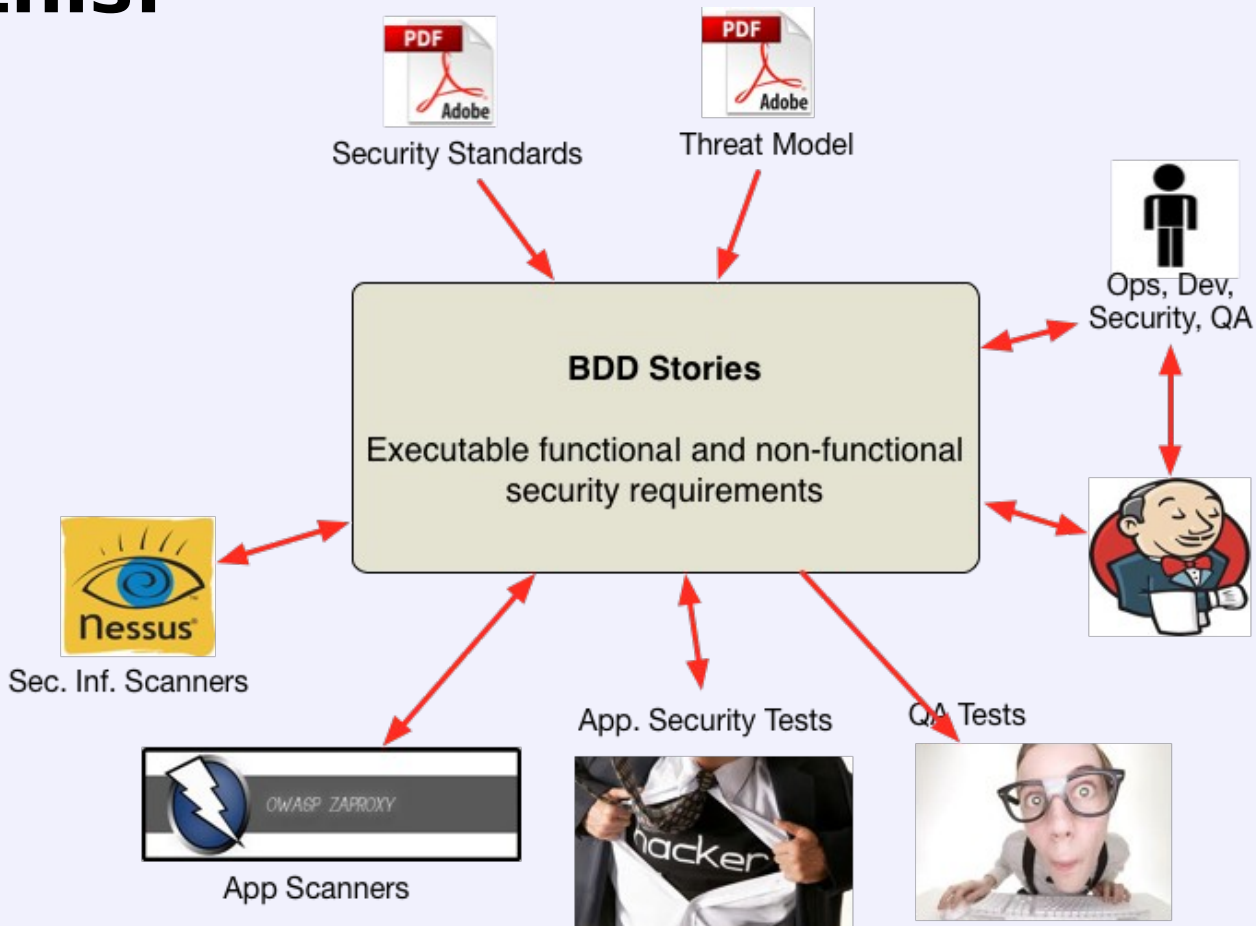 PDF
Adobe
Security Standards
PDF
Adobe
Threat Model
Ops, Dev,
Security, QA
BDD Stories
Executable functional and non-functional
security requirements
Nessus
Sec. Inf. Scanners
OWASP ZAPROXY
App Scanners
App. Security Tests
hacker
QA Tests